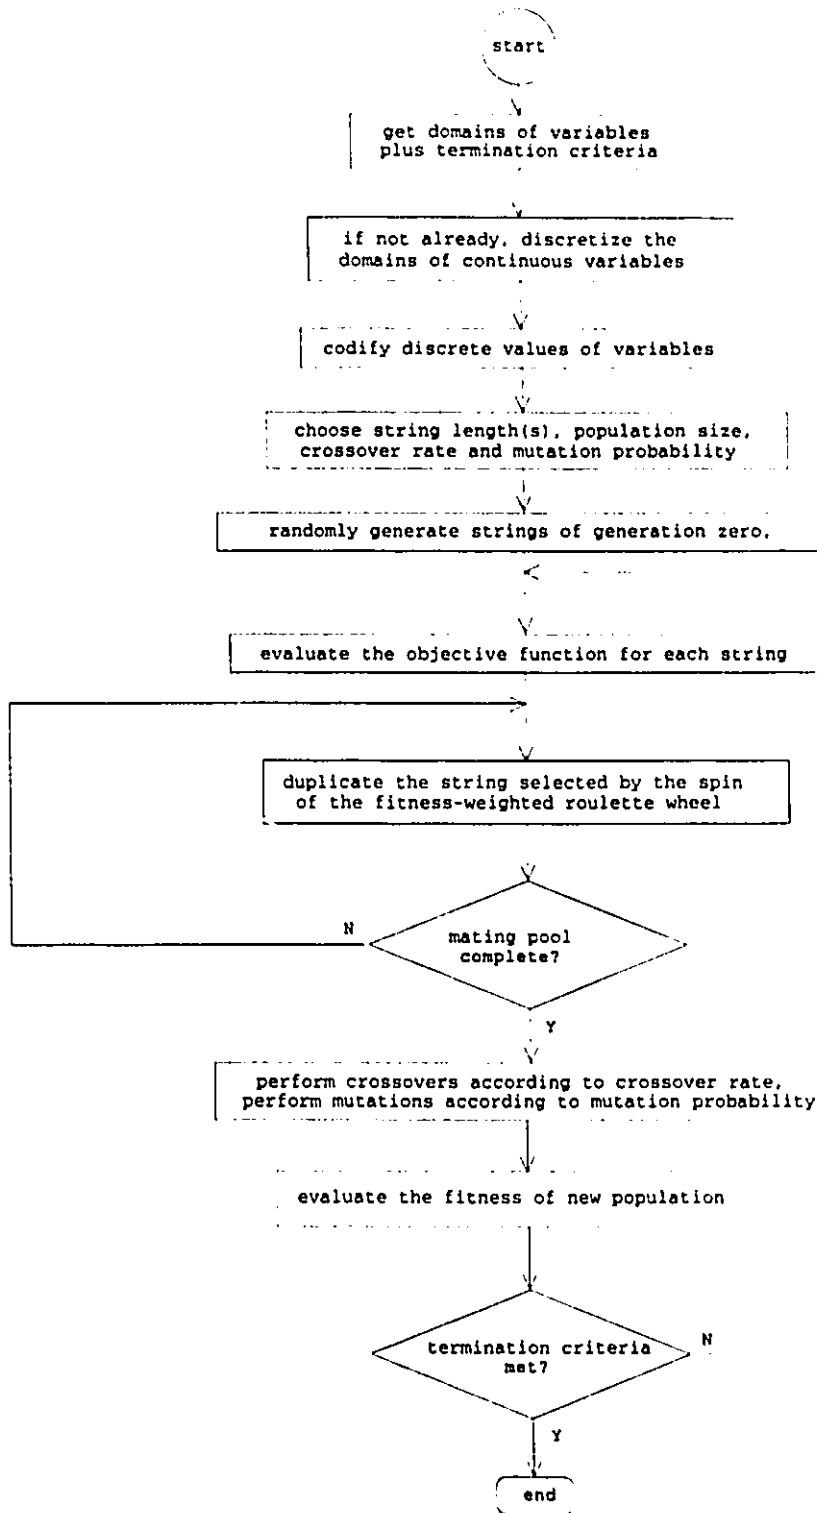 start
get domains of variables
plus termination criteria
if not already, discretize the
domains of continuous variables
codify discrete values of variables
choose string length(s), population size,
crossover rate and mutation probability
randomly generate strings of generation zero.
evaluate the objective function for each string
duplicate the string selected by the spin
of the fitness-weighted roulette wheel
N
mating pool
complete?
Y
perform crossovers according to crossover rate,
perform mutations according to mutation probability
evaluate the fitness of new population
N
termination criteria
met?
Y
end